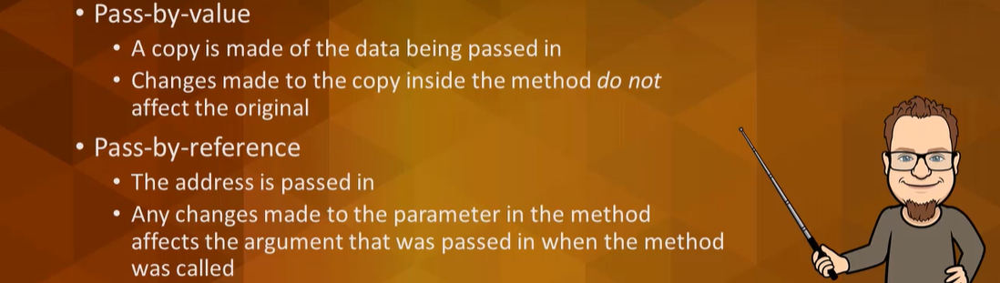 • Pass-by-value
• A copy is made of the data being passed in
• Changes made to the copy inside the method do not
affect the original
• Pass-by-reference
• The address is passed in
• Any changes made to the parameter in the method
affects the argument that was passed in when the method
was called